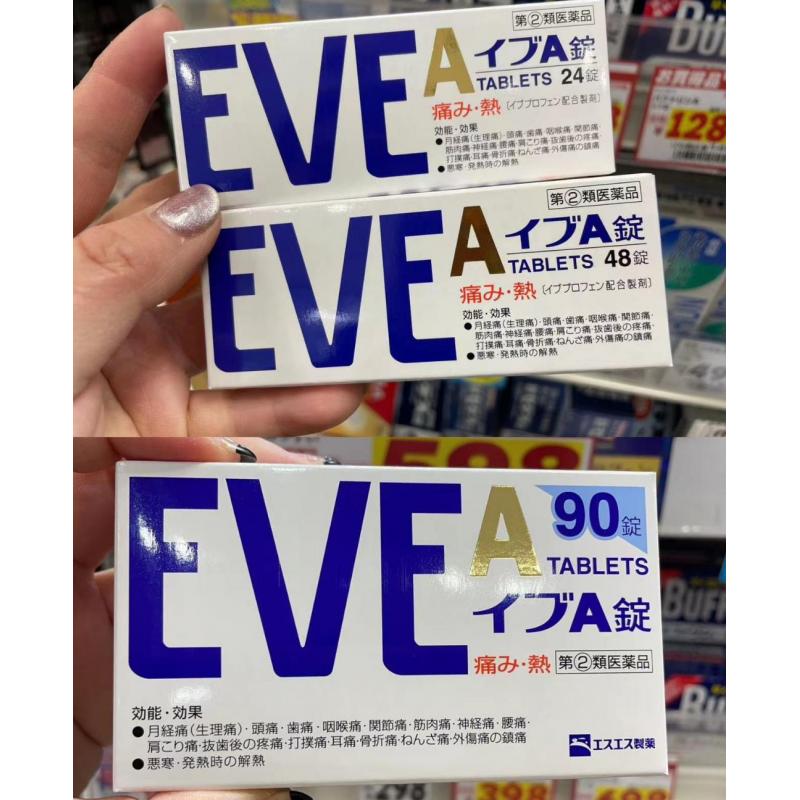 第②類医薬品
EVE A イブA錠
TABLETS 24錠
痛み・熱 〔イブプロフェン配合製剤〕
効能・効果
●月経痛(生理痛)・頭痛・歯痛・咽喉痛・関節痛・
筋肉痛・神経痛・腰痛・肩こり痛・抜歯後の疼痛・
打撲痛・耳痛・骨折痛・ねんざ痛・外傷痛の鎮痛
●悪寒・発熱時の解熱
お買得品
128
第②類医薬品
EVE A イブA錠
TABLETS 48錠
痛み・熱 〔イブプロフェン配合製剤〕
効能・効果
●月経痛(生理痛)・頭痛・歯痛・咽喉痛・関節痛・
筋肉痛・神経痛・腰痛・肩こり痛・抜歯後の疼痛・
打撲痛・耳痛・骨折痛・ねんざ痛・外傷痛の鎮痛
●悪寒・発熱時の解熱
598
EVE A 90錠
TABLETS
イブA錠
痛み・熱 第②類医薬品
効能・効果
●月経痛(生理痛)・頭痛・歯痛・咽喉痛・関節痛・筋肉痛・神経痛・腰痛・
肩こり痛・抜歯後の疼痛・打撲痛・耳痛・骨折痛・ねんざ痛・外傷痛の鎮痛
●悪寒・発熱時の解熱
エスエス製薬
298
398
698